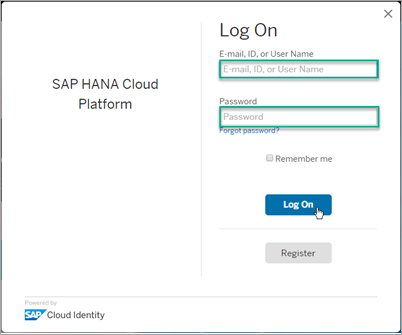 SAP HANA Cloud
Platform
Log On
E-mail, ID, or User Name
E-mail, ID, or User Name
Password
Password
Forgot password?
Remember me
Log On
Register
Powered by
SAP Cloud Identity